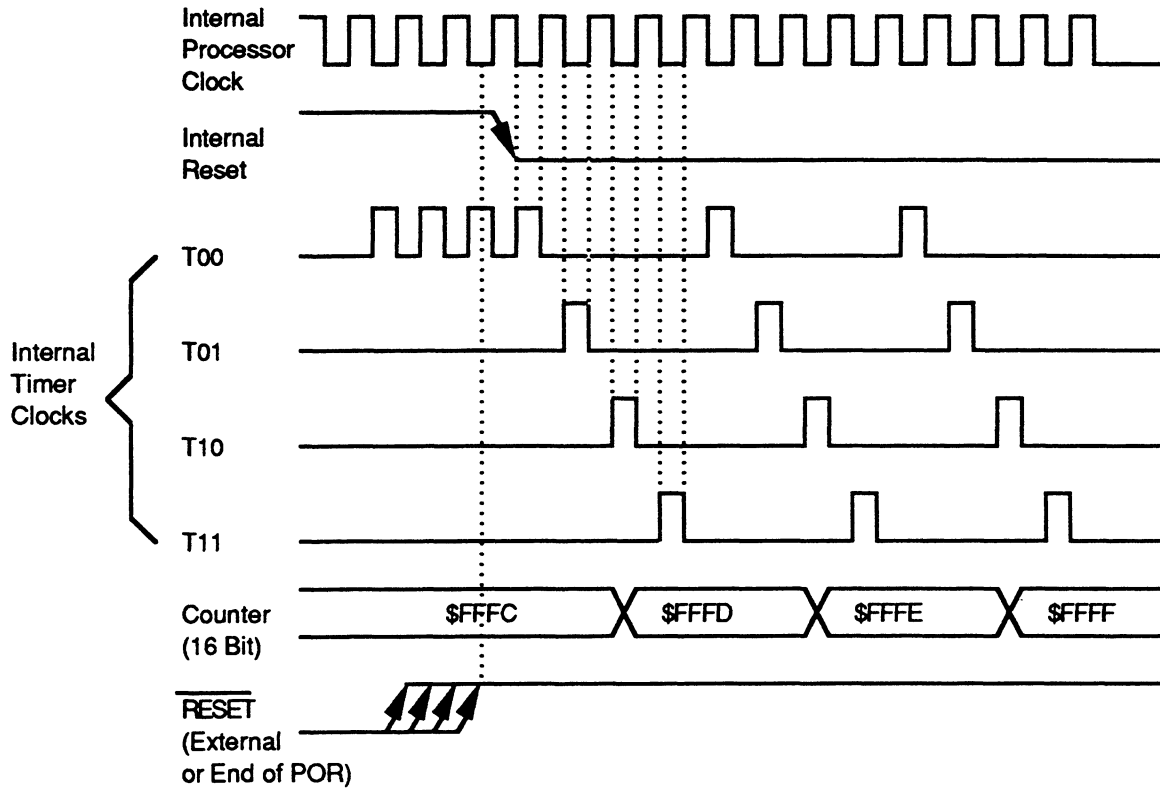 Internal
Processor
Clock
Internal
Reset
T00
T01
Internal
Timer
Clocks
T10
T11
Counter
(16 Bit)
$FFFC
$FFFD
$FFFE
$FFFF
RESET
(External
or End of POR)